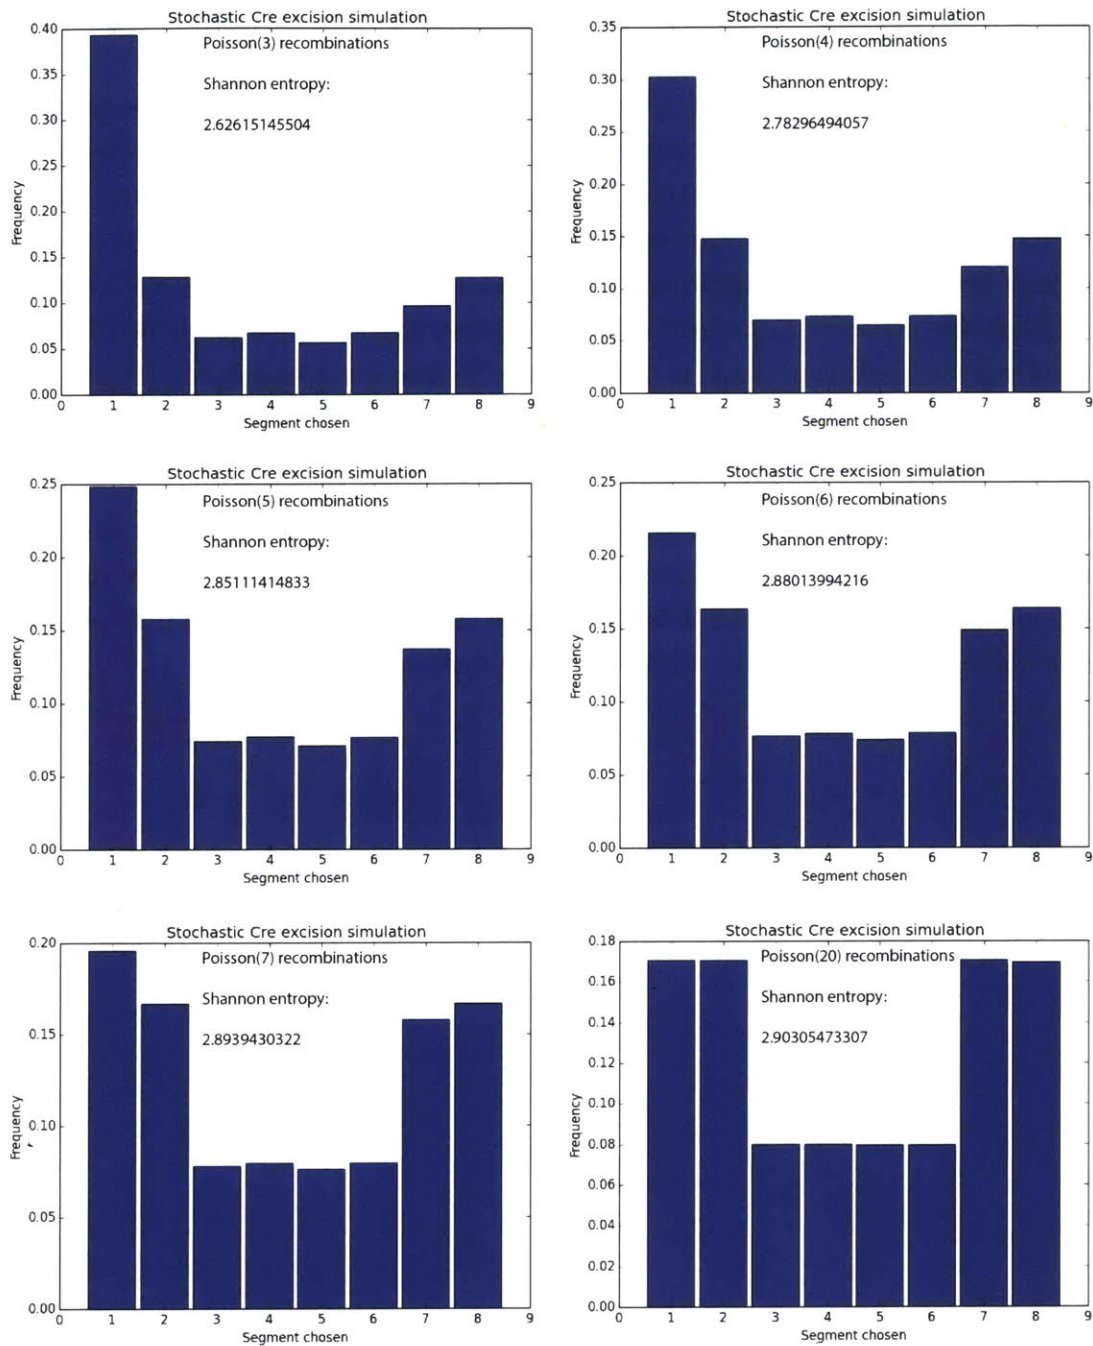 Stochastic Cre excision simulation
Poisson(3) recombinations
Shannon entropy:
2.62615145504
0.40
0.35
0.30
0.25
0.20
0.15
0.10
0.05
0.00
Frequency
0 1 2 3 4 5 6 7 8 9
Segment chosen
Stochastic Cre excision simulation
Poisson(4) recombinations
Shannon entropy:
2.78296494057
0.35
0.30
0.25
0.20
0.15
0.10
0.05
0.00
Frequency
0 1 2 3 4 5 6 7 8 9
Segment chosen
Stochastic Cre excision simulation
Poisson(5) recombinations
Shannon entropy:
2.85111414833
0.25
0.20
0.15
0.10
0.05
0.00
Frequency
0 1 2 3 4 5 6 7 8 9
Segment chosen
Stochastic Cre excision simulation
Poisson(6) recombinations
Shannon entropy:
2.88013994216
0.25
0.20
0.15
0.10
0.05
0.00
Frequency
0 1 2 3 4 5 6 7 8 9
Segment chosen
Stochastic Cre excision simulation
Poisson(7) recombinations
Shannon entropy:
2.8939430322
0.20
0.15
0.10
0.05
0.00
Frequency
0 1 2 3 4 5 6 7 8 9
Segment chosen
Stochastic Cre excision simulation
Poisson(20) recombinations
Shannon entropy:
2.90305473307
0.18
0.16
0.14
0.12
0.10
0.08
0.06
0.04
0.02
0.00
Frequency
0 1 2 3 4 5 6 7 8 9
Segment chosen